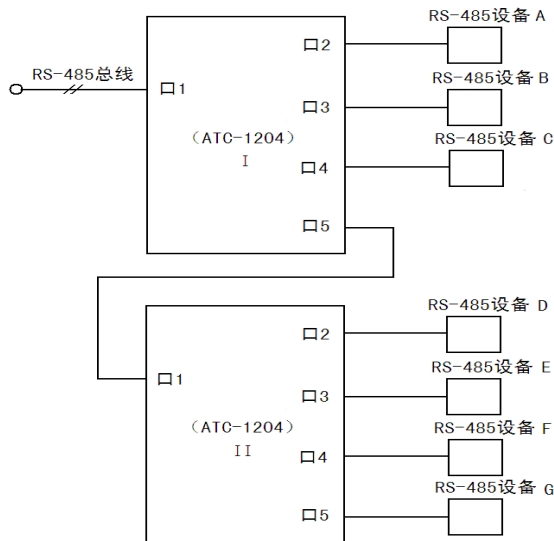 口2
RS-485设备 A
RS-485总线
口1
口3
RS-485设备 B
（ATC-1204）
I
口4
RS-485设备 C
口5
口2
RS-485设备 D
口1
口3
RS-485设备 E
（ATC-1204）
II
口4
RS-485设备 F
口5
RS-485设备 G